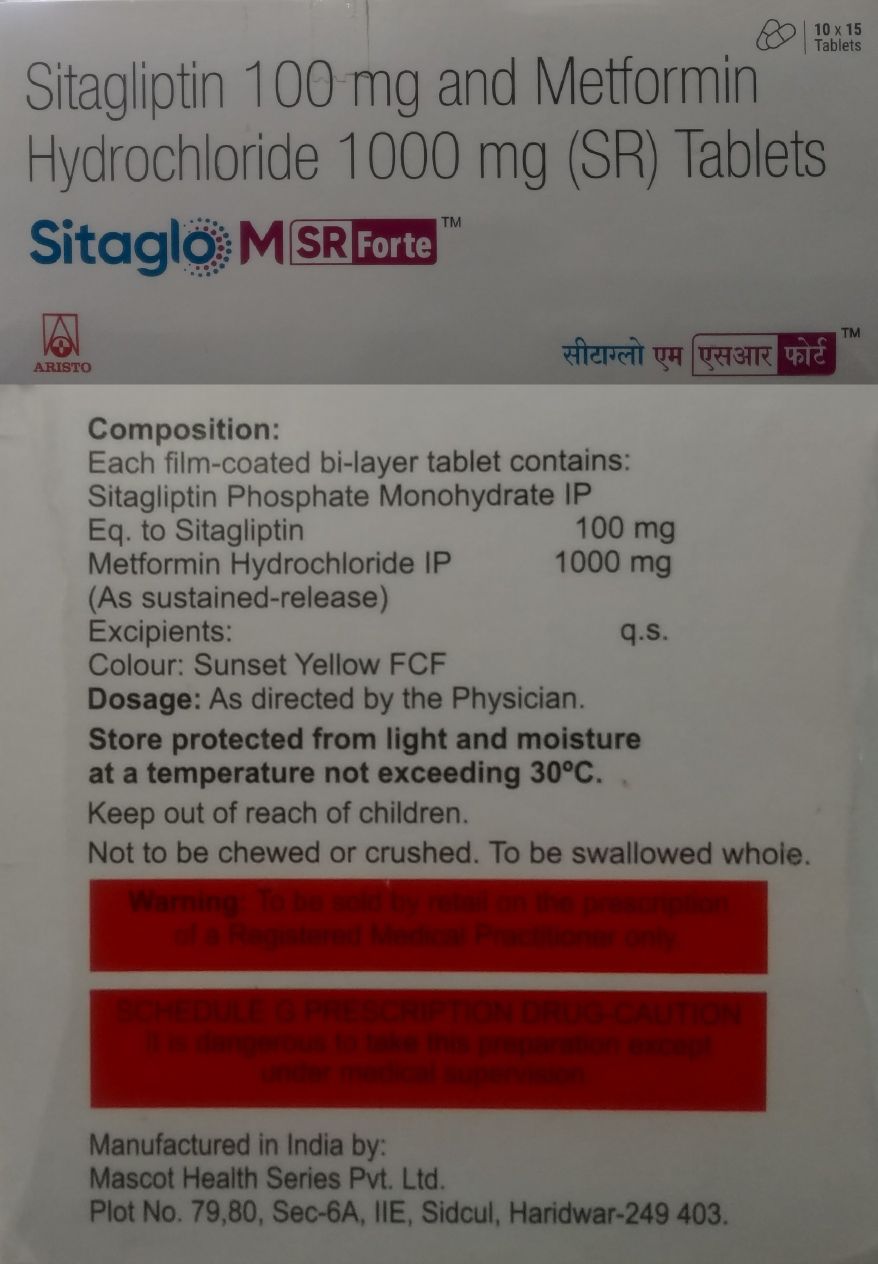 10 x 15
Tablets
Sitagliptin 100 mg and Metformin
Hydrochloride 1000 mg (SR) Tablets
Sitaglo M SR Forte™
ARISTO
सीटाग्लो एम एसआर फोर्ट™
Composition:
Each film-coated bi-layer tablet contains:
Sitagliptin Phosphate Monohydrate IP
Eq. to Sitagliptin 100 mg
Metformin Hydrochloride IP 1000 mg
(As sustained-release)
Excipients: q.s.
Colour: Sunset Yellow FCF
Dosage: As directed by the Physician.
Store protected from light and moisture
at a temperature not exceeding 30ºC.
Keep out of reach of children.
Not to be chewed or crushed. To be swallowed whole.
Warning: To be sold by retail on the prescription
of a Registered Medical Practitioner only.
SCHEDULE G PRESCRIPTION DRUG-CAUTION
It is dangerous to take this preparation except
under medical supervision.
Manufactured in India by:
Mascot Health Series Pvt. Ltd.
Plot No. 79,80, Sec-6A, IIE, Sidcul, Haridwar-249 403.